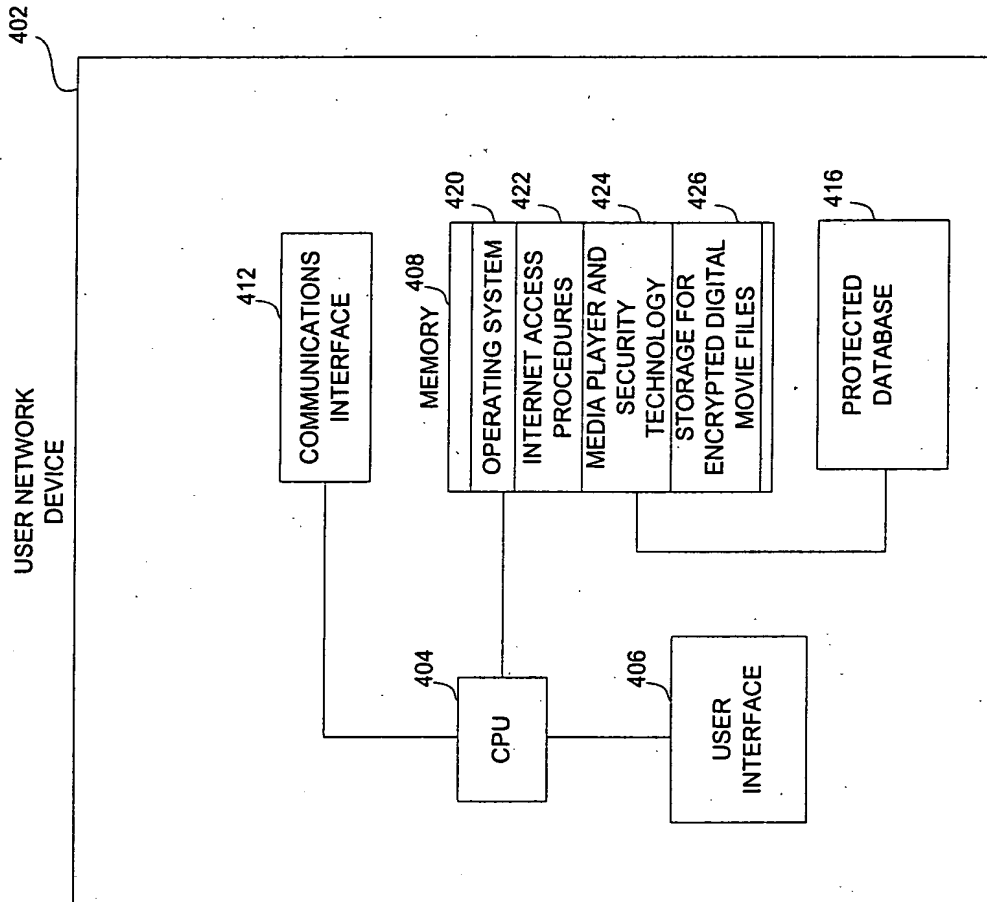 USER NETWORK
DEVICE
402
412
COMMUNICATIONS
INTERFACE
MEMORY
408
OPERATING SYSTEM
420
INTERNET ACCESS
PROCEDURES
422
MEDIA PLAYER AND
SECURITY
TECHNOLOGY
424
STORAGE FOR
ENCRYPTED DIGITAL
MOVIE FILES
426
404
CPU
406
USER
INTERFACE
416
PROTECTED
DATABASE